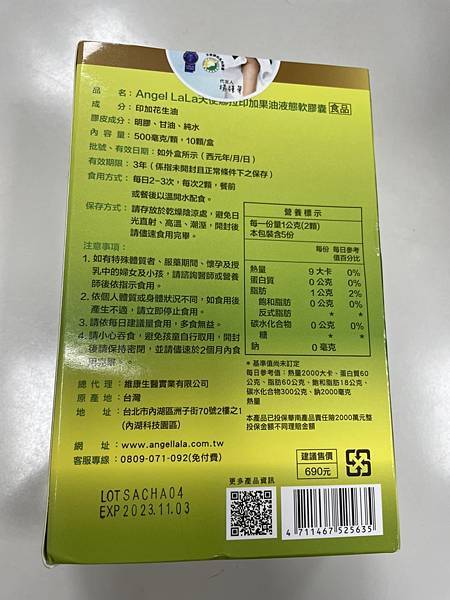 代言人
品　名：Angel LaLa天使娜拉印加果油液態軟膠囊 食品
成　分：印加花生油
膠皮成分：明膠、甘油、純水
內 容 量：500毫克/顆，10顆/盒
批號、有效日期：如外盒所示（西元年/月/日）
有效期限：3年（係指未開封且正常條件下之保存）
食用方式：每日2-3次，每次2顆，餐前
或餐後以溫開水配食。
保存方式：請存放於乾燥陰涼處，避免日
光直射、高溫、潮溼，開封後
請儘速食用完畢。
注意事項：
1. 如有特殊體質者、服藥期間、懷孕及授
乳中的婦女及小孩，請諮詢醫師或營養
師後依指示食用。
2. 依個人體質或身體狀況不同，如食用後
產生不適，請立即停止食用。
3. 請依每日建議量食用，多食無益。
4. 請小心吞食，避免孩童自行取用，開封
後請保持密閉，並請儘速於2個月內食
用完畢。
營養標示
每一份量1公克(2顆)
本包裝含5份
每份 每日參考值百分比
熱量 9 大卡 0%
蛋白質 0 公克 0%
脂肪 1 公克 2%
飽和脂肪 0 公克 0%
反式脂肪 * *
碳水化合物 0 公克 0%
糖 * *
鈉 0 毫克
* 基準值尚未訂定
每日參考值：熱量2000大卡、蛋白質60
公克、脂肪60公克、飽和脂肪18公克、
碳水化合物300公克、鈉2000毫克
熱量
本產品已投保華南產品責任險2000萬元整
投保金額不同理賠金額
總 代 理：維康生醫實業有限公司
原 產 地：台灣
地　址：台北市內湖區洲子街70號2樓之1
(內湖科技園區)
網　址：www.angellala.com.tw
客服專線：0809-071-092(免付費)
建議售價
690元
更多產品資訊
LOT SACHA04
EXP 2023.11.03
4 711467 525635